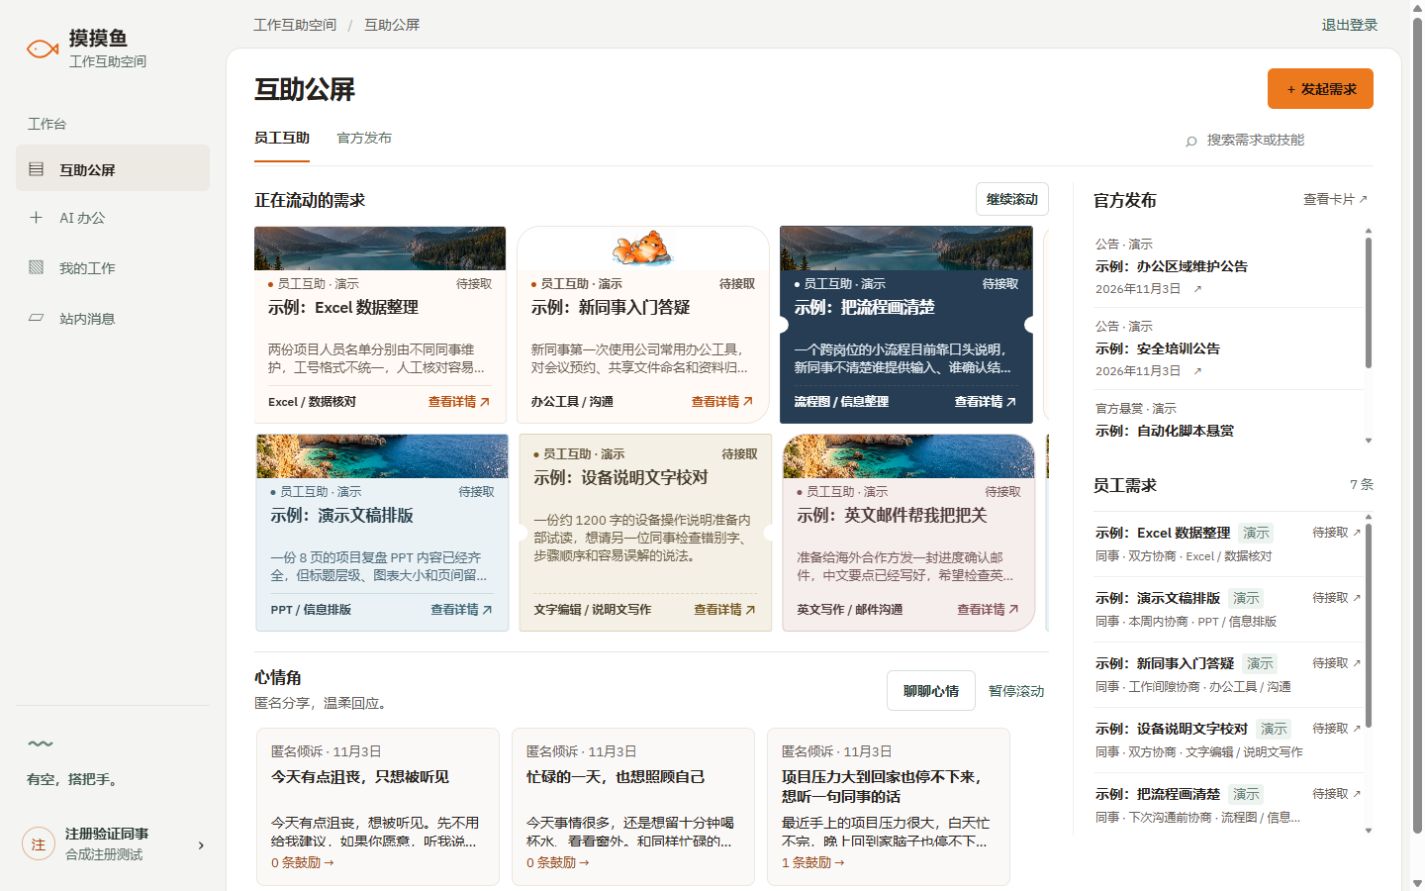 摸摸鱼
工作互助空间
工作台
互助公屏
AI 办公
我的工作
站内消息
有空，搭把手。
注
注册验证同事
合成注册测试
工作互助空间 / 互助公屏
退出登录
互助公屏
+ 发起需求
员工互助
官方发布
搜索需求或技能
正在流动的需求
继续滚动
员工互助 · 演示
待接取
示例：Excel 数据整理
两份项目人员名单分别由不同同事维
护，工号格式不统一，人工核对容易...
Excel / 数据核对
查看详情 ↗
员工互助 · 演示
待接取
示例：新同事入门答疑
新同事第一次使用公司常用办公工具，
对会议预约、共享文件命名和资料归...
办公工具 / 沟通
查看详情 ↗
员工互助 · 演示
待接取
示例：把流程画清楚
一个跨岗位的小流程目前靠口头说明，
新同事不清楚谁提供输入、谁确认结...
流程图 / 信息整理
查看详情 ↗
员工互助 · 演示
待接取
示例：演示文稿排版
一份 8 页的项目复盘 PPT 内容已经齐
全，但标题层级、图表大小和页间留...
PPT / 信息排版
查看详情 ↗
员工互助 · 演示
待接取
示例：设备说明文字校对
一份约 1200 字的设备操作说明准备内
部试读，想请另一位同事检查错别字、
步骤顺序和容易误解的说法。
文字编辑 / 说明文写作
查看详情 ↗
员工互助 · 演示
待接取
示例：英文邮件帮我把把关
准备给海外合作方发一封进度确认邮
件，中文要点已经写好，希望检查英...
英文写作 / 邮件沟通
查看详情 ↗
心情角
匿名分享，温柔回应。
聊聊心情
暂停滚动
匿名倾诉 · 11月3日
今天有点沮丧，只想被听见
今天有点沮丧，想被听见。先不用
给我建议，如果你愿意，听我说...
0 条鼓励 →
匿名倾诉 · 11月3日
忙碌的一天，也想照顾自己
今天事情很多，还是想留十分钟喝
杯水，看看窗外。和同样忙碌的...
0 条鼓励 →
匿名倾诉 · 11月3日
项目压力大到回家也停不下来，
想听一句同事的话
最近手上的项目压力很大，白天忙
不完，晚上回到家脑子也停不下...
1 条鼓励 →
官方发布
查看卡片 ↗
公告 · 演示
示例：办公区域维护公告
2026年11月3日 ↗
公告 · 演示
示例：安全培训公告
2026年11月3日 ↗
官方悬赏 · 演示
示例：自动化脚本悬赏
员工需求
7 条
示例：Excel 数据整理 演示 待接取 ↗
同事 · 双方协商 · Excel / 数据核对
示例：演示文稿排版 演示 待接取 ↗
同事 · 本周内协商 · PPT / 信息排版
示例：新同事入门答疑 演示 待接取 ↗
同事 · 工作间隙协商 · 办公工具 / 沟通
示例：设备说明文字校对 演示 待接取 ↗
同事 · 双方协商 · 文字编辑 / 说明文写作
示例：把流程画清楚 演示 待接取 ↗
同事 · 下次沟通前协商 · 流程图 / 信息...